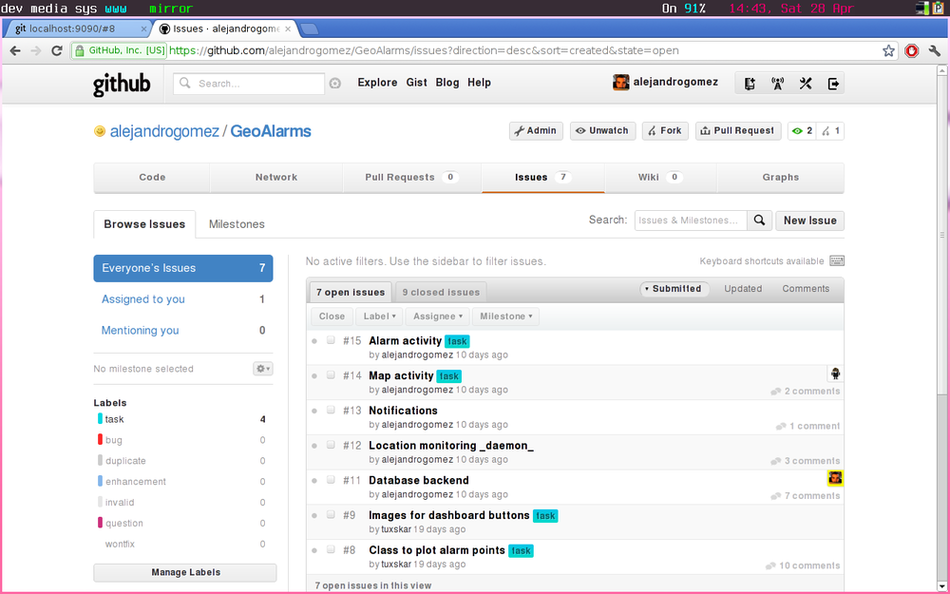 dev media sys www mirror On 91% 14:43, Sat 28 Apr
git localhost:9090/#8 × Issues · alejandrogomez ×
GitHub, Inc. [US] https://github.com/alejandrogomez/GeoAlarms/issues?direction=desc&sort=created&state=open
github Search... Explore Gist Blog Help alejandrogomez
alejandrogomez / GeoAlarms Admin Unwatch Fork Pull Request 2 1
Code Network Pull Requests 0 Issues 7 Wiki 0 Graphs
Browse Issues Milestones Search: Issues & Milestones... New Issue
Everyone's Issues 7
Assigned to you 1
Mentioning you 0
No milestone selected
Labels
task 4
bug 0
duplicate 0
enhancement 0
invalid 0
question 0
wontfix 0
Manage Labels
No active filters. Use the sidebar to filter issues. Keyboard shortcuts available
7 open issues 9 closed issues Submitted Updated Comments
Close Label Assignee Milestone
#15 Alarm activity task
by alejandrogomez 10 days ago
#14 Map activity task
by alejandrogomez 10 days ago 2 comments
#13 Notifications
by alejandrogomez 10 days ago 1 comment
#12 Location monitoring _daemon_
by alejandrogomez 10 days ago 3 comments
#11 Database backend
by alejandrogomez 10 days ago 7 comments
#9 Images for dashboard buttons task
by tuxskar 19 days ago
#8 Class to plot alarm points task
by tuxskar 19 days ago 10 comments
7 open issues in this view